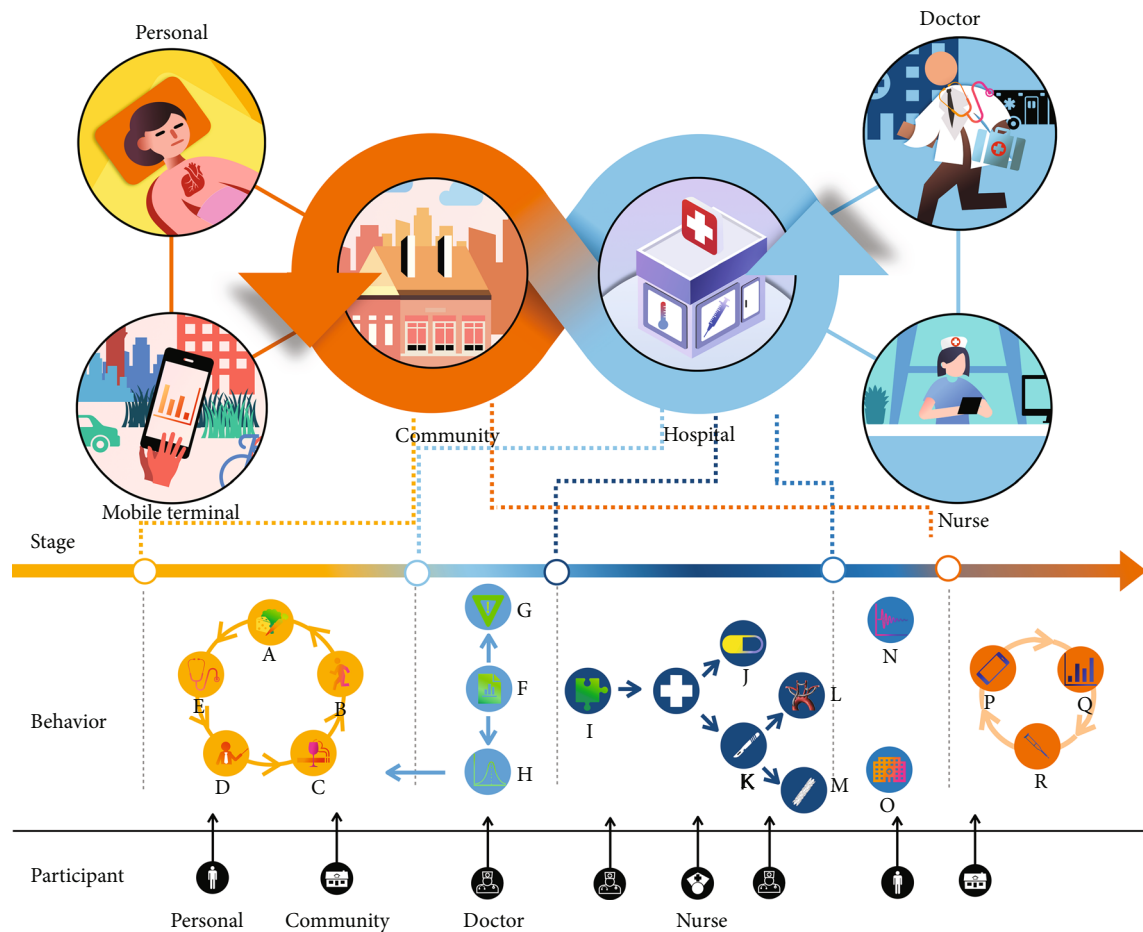 Personal
Doctor
Community
Hospital
Mobile terminal
Nurse
Stage
G
A
N
J
E
B
F
L
P
Q
Behavior
I
D
C
H
K
M
O
R
Participant
Personal
Community
Doctor
Nurse